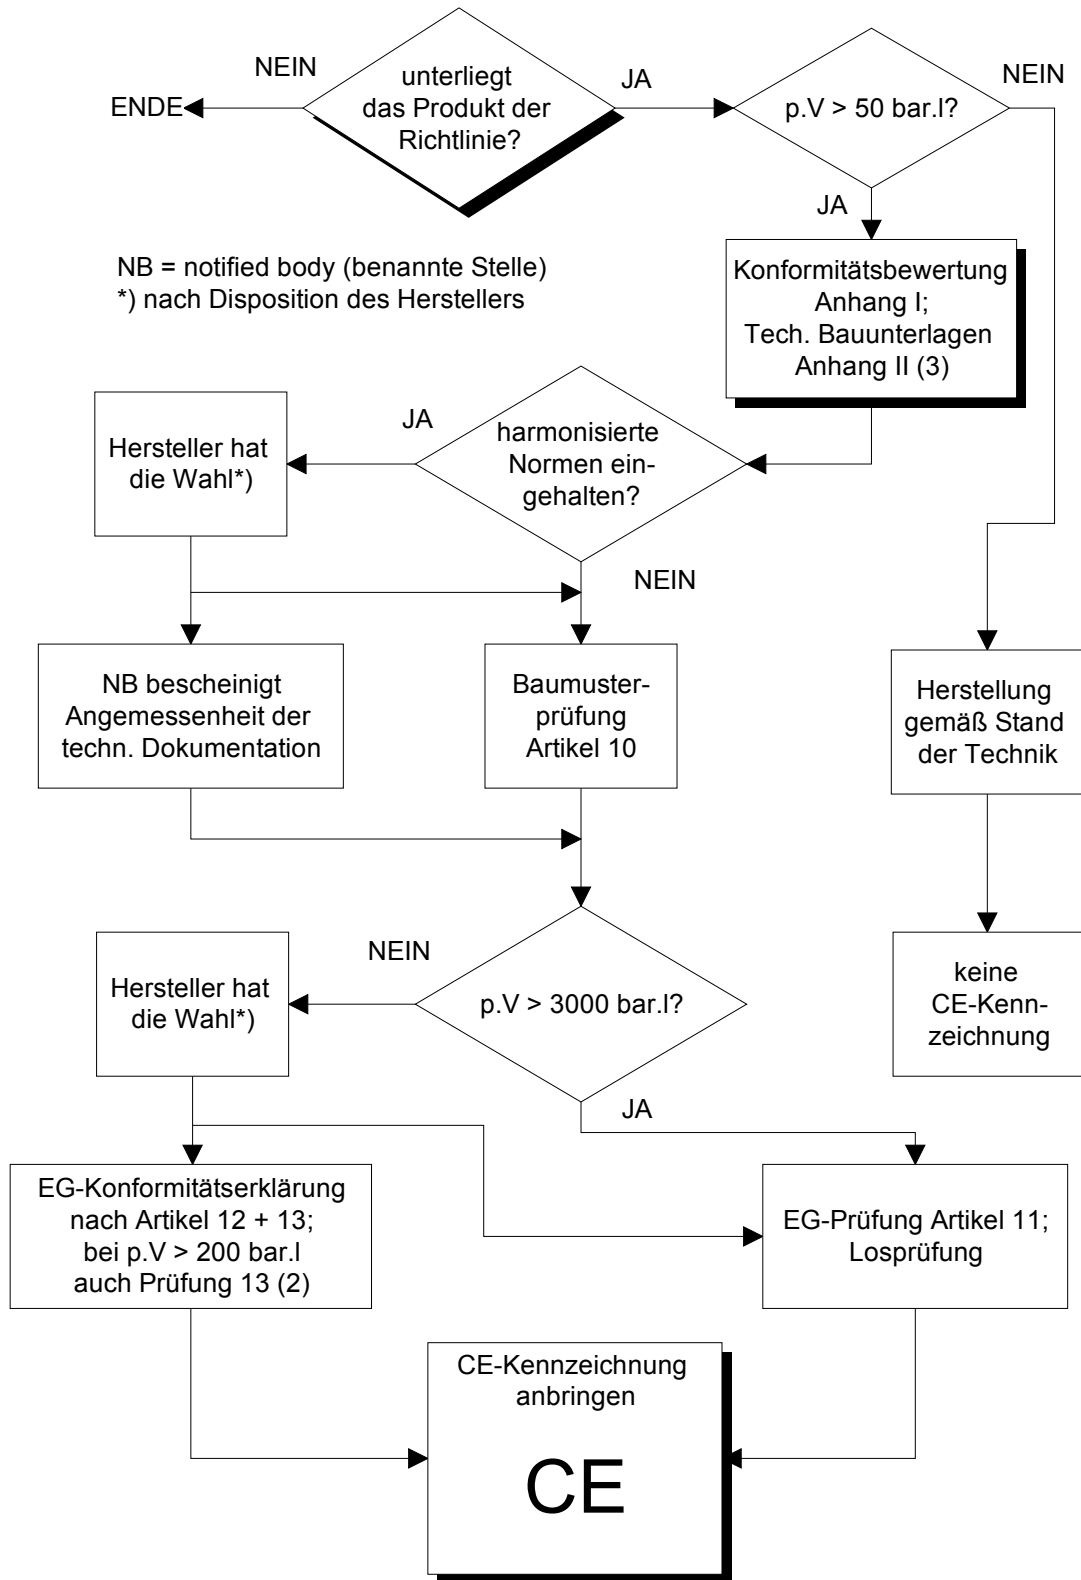 NEIN
unterliegt
das Produkt der
Richtlinie?
JA
ENDE
p.V > 50 bar.l?
NEIN
JA
NB = notified body (benannte Stelle)
*) nach Disposition des Herstellers
Konformitätsbewertung
Anhang I;
Tech. Bauunterlagen
Anhang II (3)
Hersteller hat
die Wahl*)
JA
harmonisierte
Normen ein-
gehalten?
NEIN
NB bescheinigt
Angemessenheit der
techn. Dokumentation
Baumuster-
prüfung
Artikel 10
Herstellung
gemäß Stand
der Technik
Hersteller hat
die Wahl*)
NEIN
p.V > 3000 bar.l?
keine
CE-Kenn-
zeichnung
JA
EG-Konformitätserklärung
nach Artikel 12 + 13;
bei p.V > 200 bar.l
auch Prüfung 13 (2)
EG-Prüfung Artikel 11;
Losprüfung
CE-Kennzeichnung
anbringen
CE